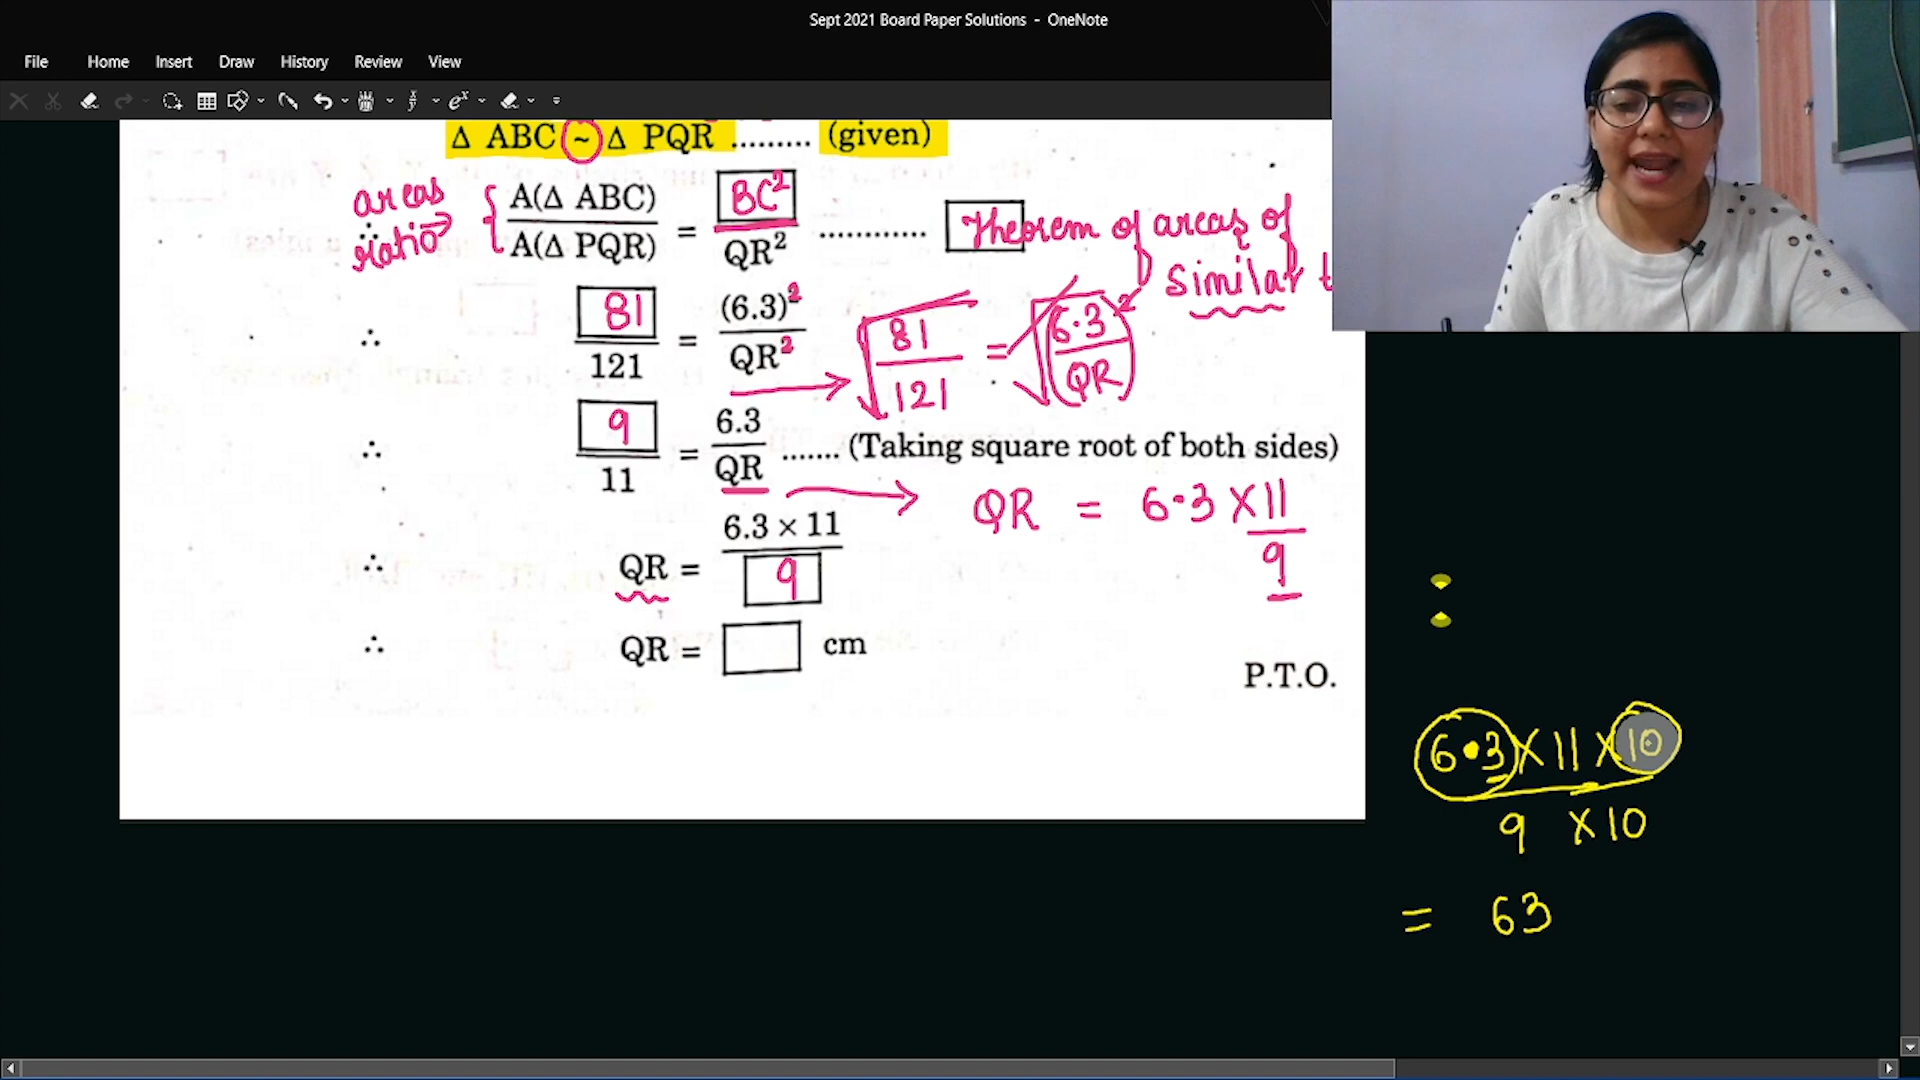 Sept 2021 Board Paper Solutions - OneNote
File Home Insert Draw History Review View
Δ ABC ~ Δ PQR ......... (given)
areas ratio → { A(Δ ABC) / A(Δ PQR) = BC² / QR² ............ Theorem of areas of similar
∴ 81 / 121 = (6.3)² / QR² → √(81 / 121) = √(6.3 / QR)²
∴ 9 / 11 = 6.3 / QR ....... (Taking square root of both sides)
→ QR = 6.3 × 11 / 9
∴ QR = 6.3 × 11 / 9
∴ QR = cm
P.T.O.
6.3 × 11 × 10 / 9 × 10
= 63